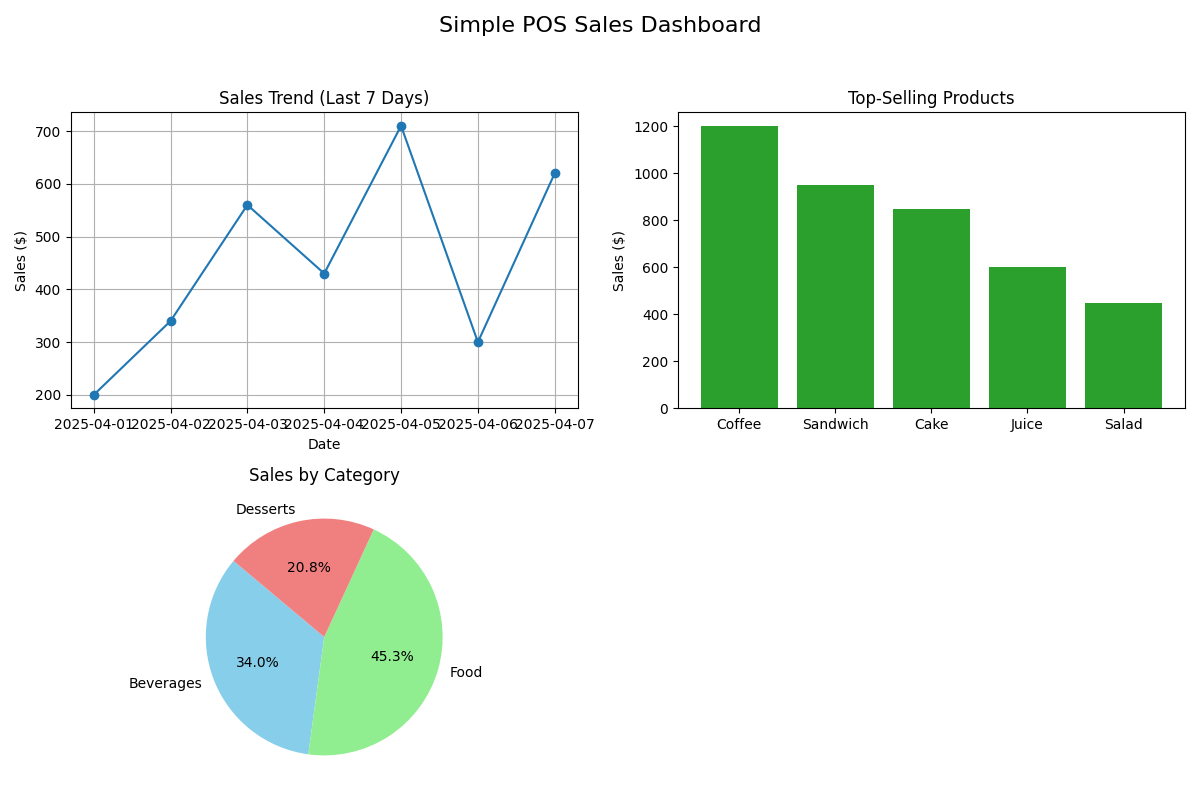 Simple POS Sales Dashboard
Sales Trend (Last 7 Days)
Sales ($)
700
600
500
400
300
200
2025-04-01 2025-04-02 2025-04-03 2025-04-04 2025-04-05 2025-04-06 2025-04-07
Date
Top-Selling Products
Sales ($)
1200
1000
800
600
400
200
0
Coffee Sandwich Cake Juice Salad
Sales by Category
Desserts
20.8%
34.0%
45.3%
Beverages
Food